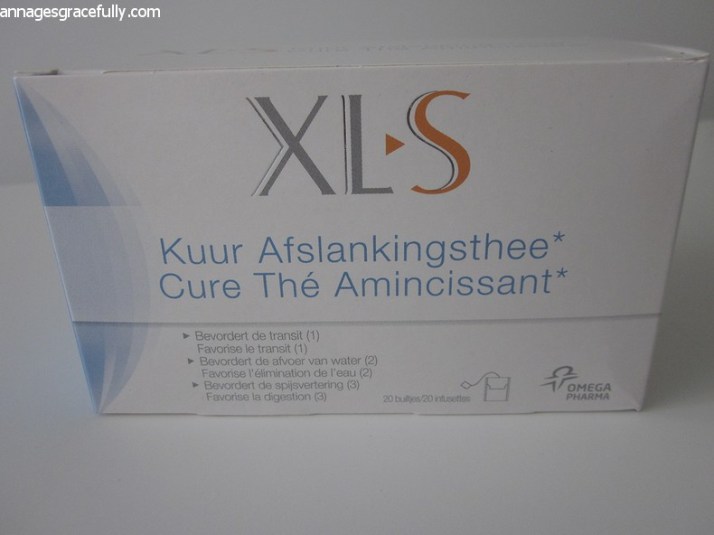 annagesgracefully.com
XL▸S
Kuur Afslankingsthee*
Cure Thé Amincissant*
▸ Bevordert de transit (1)
Favorise le transit (1)
▸ Bevordert de afvoer van water (2)
Favorise l'élimination de l'eau (2)
▸ Bevordert de spijsvertering (3)
Favorise la digestion (3)
20 builtjes/20 infusettes
OMEGA
PHARMA